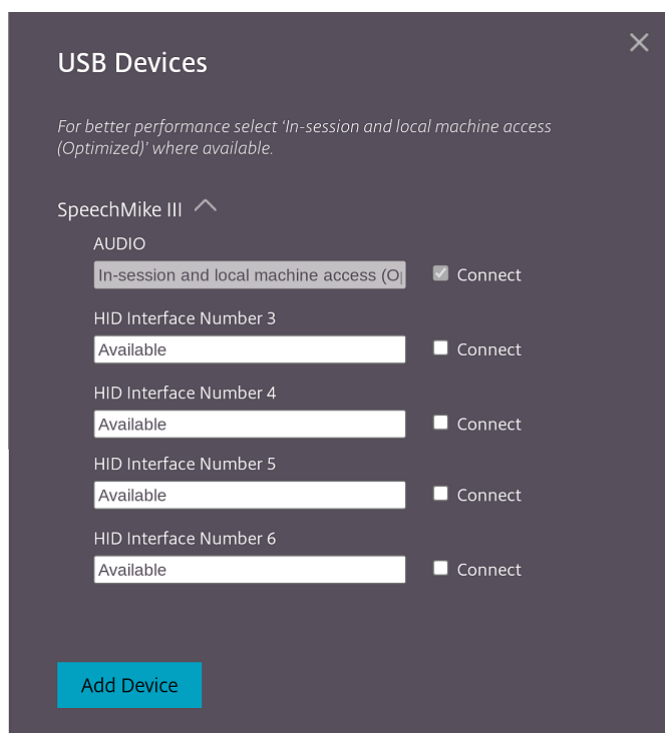 USB Devices
For better performance select ‘In-session and local machine access
(Optimized)’ where available.
SpeechMike III
AUDIO
In-session and local machine access (O
Connect
HID Interface Number 3
Available
Connect
HID Interface Number 4
Available
Connect
HID Interface Number 5
Available
Connect
HID Interface Number 6
Available
Connect
Add Device